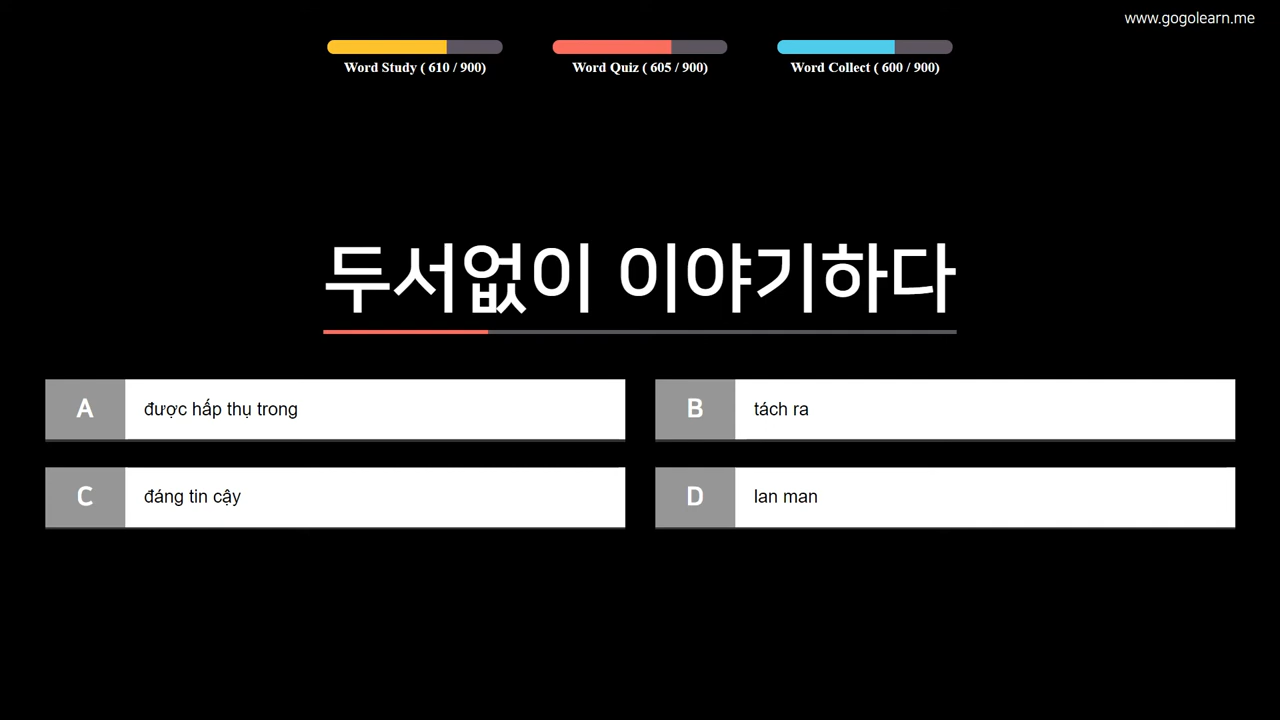 www.gogolearn.me
Word Study ( 610 / 900)
Word Quiz ( 605 / 900)
Word Collect ( 600 / 900)
두서없이 이야기하다
A được hấp thụ trong
B tách ra
C đáng tin cậy
D lan man